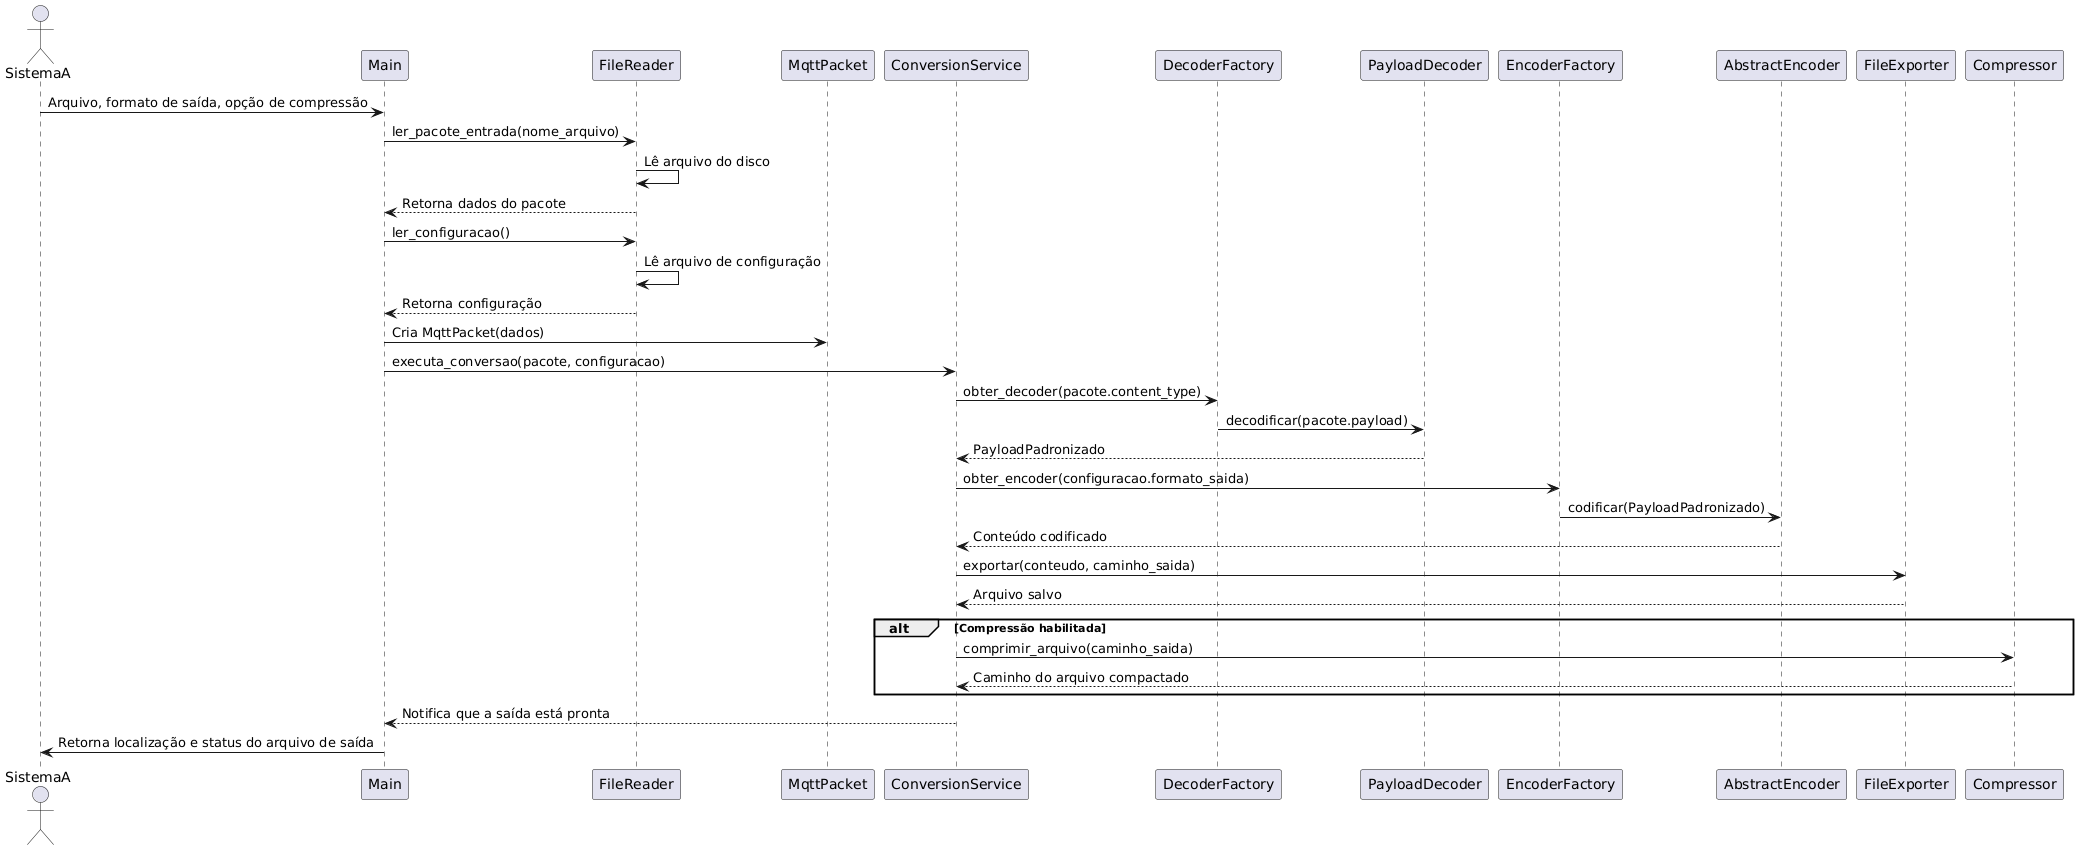 SistemaA
Main
FileReader
MqttPacket
ConversionService
DecoderFactory
PayloadDecoder
EncoderFactory
AbstractEncoder
FileExporter
Compressor
Arquivo, formato de saída, opção de compressão
ler_pacote_entrada(nome_arquivo)
Lê arquivo do disco
Retorna dados do pacote
ler_configuracao()
Lê arquivo de configuração
Retorna configuração
Cria MqttPacket(dados)
executa_conversao(pacote, configuracao)
obter_decoder(pacote.content_type)
decodificar(pacote.payload)
PayloadPadronizado
obter_encoder(configuracao.formato_saida)
codificar(PayloadPadronizado)
Conteúdo codificado
exportar(conteudo, caminho_saida)
Arquivo salvo
alt [Compressão habilitada]
comprimir_arquivo(caminho_saida)
Caminho do arquivo compactado
Notifica que a saída está pronta
Retorna localização e status do arquivo de saída
SistemaA
Main
FileReader
MqttPacket
ConversionService
DecoderFactory
PayloadDecoder
EncoderFactory
AbstractEncoder
FileExporter
Compressor